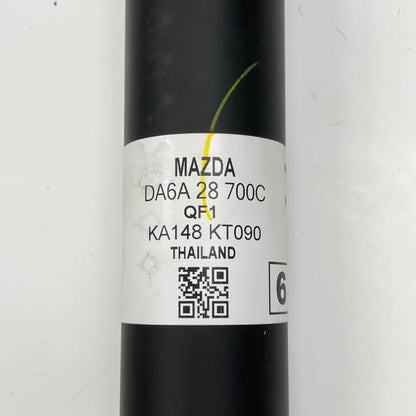 MAZDA
DA6A 28 700C
QF1
KA148 KT090
THAILAND
6